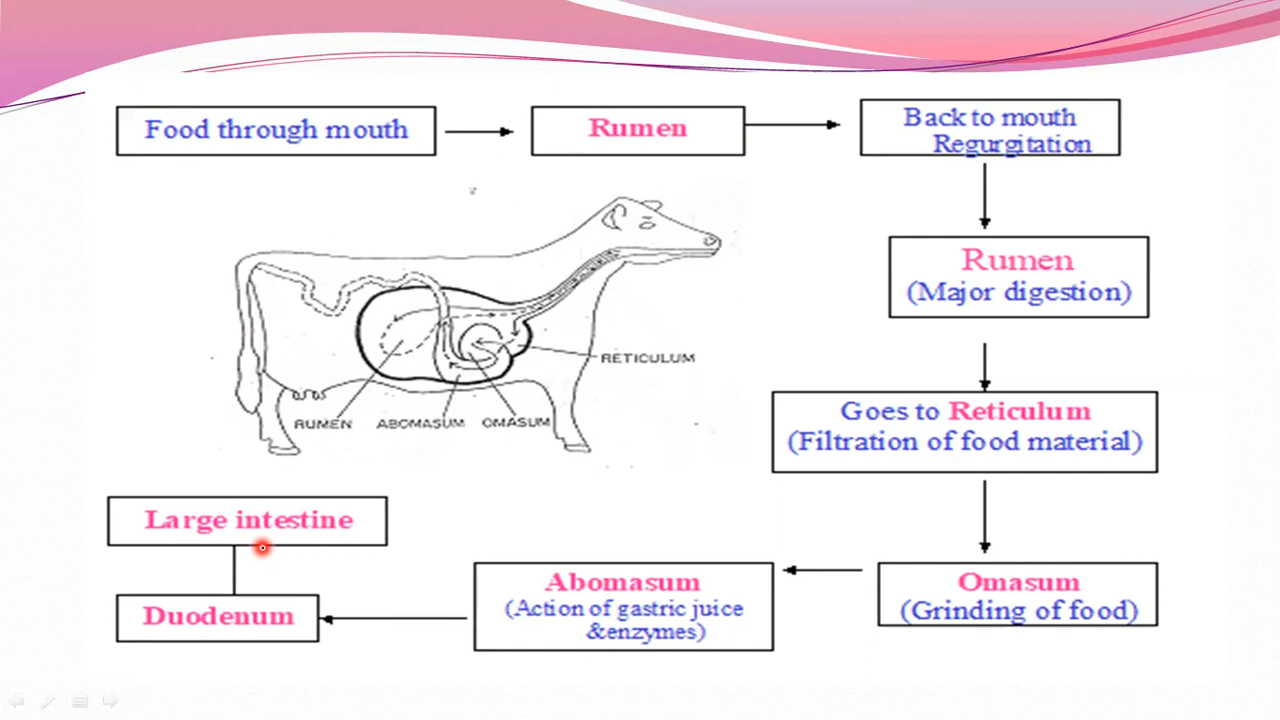 Food through mouth
Rumen
Back to mouth
Regurgitation
Rumen
(Major digestion)
Goes to Reticulum
(Filtration of food material)
Omasum
(Grinding of food)
Abomasum
(Action of gastric juice
&enzymes)
Duodenum
Large intestine
RETICULUM
RUMEN
ABOMASUM
OMASUM